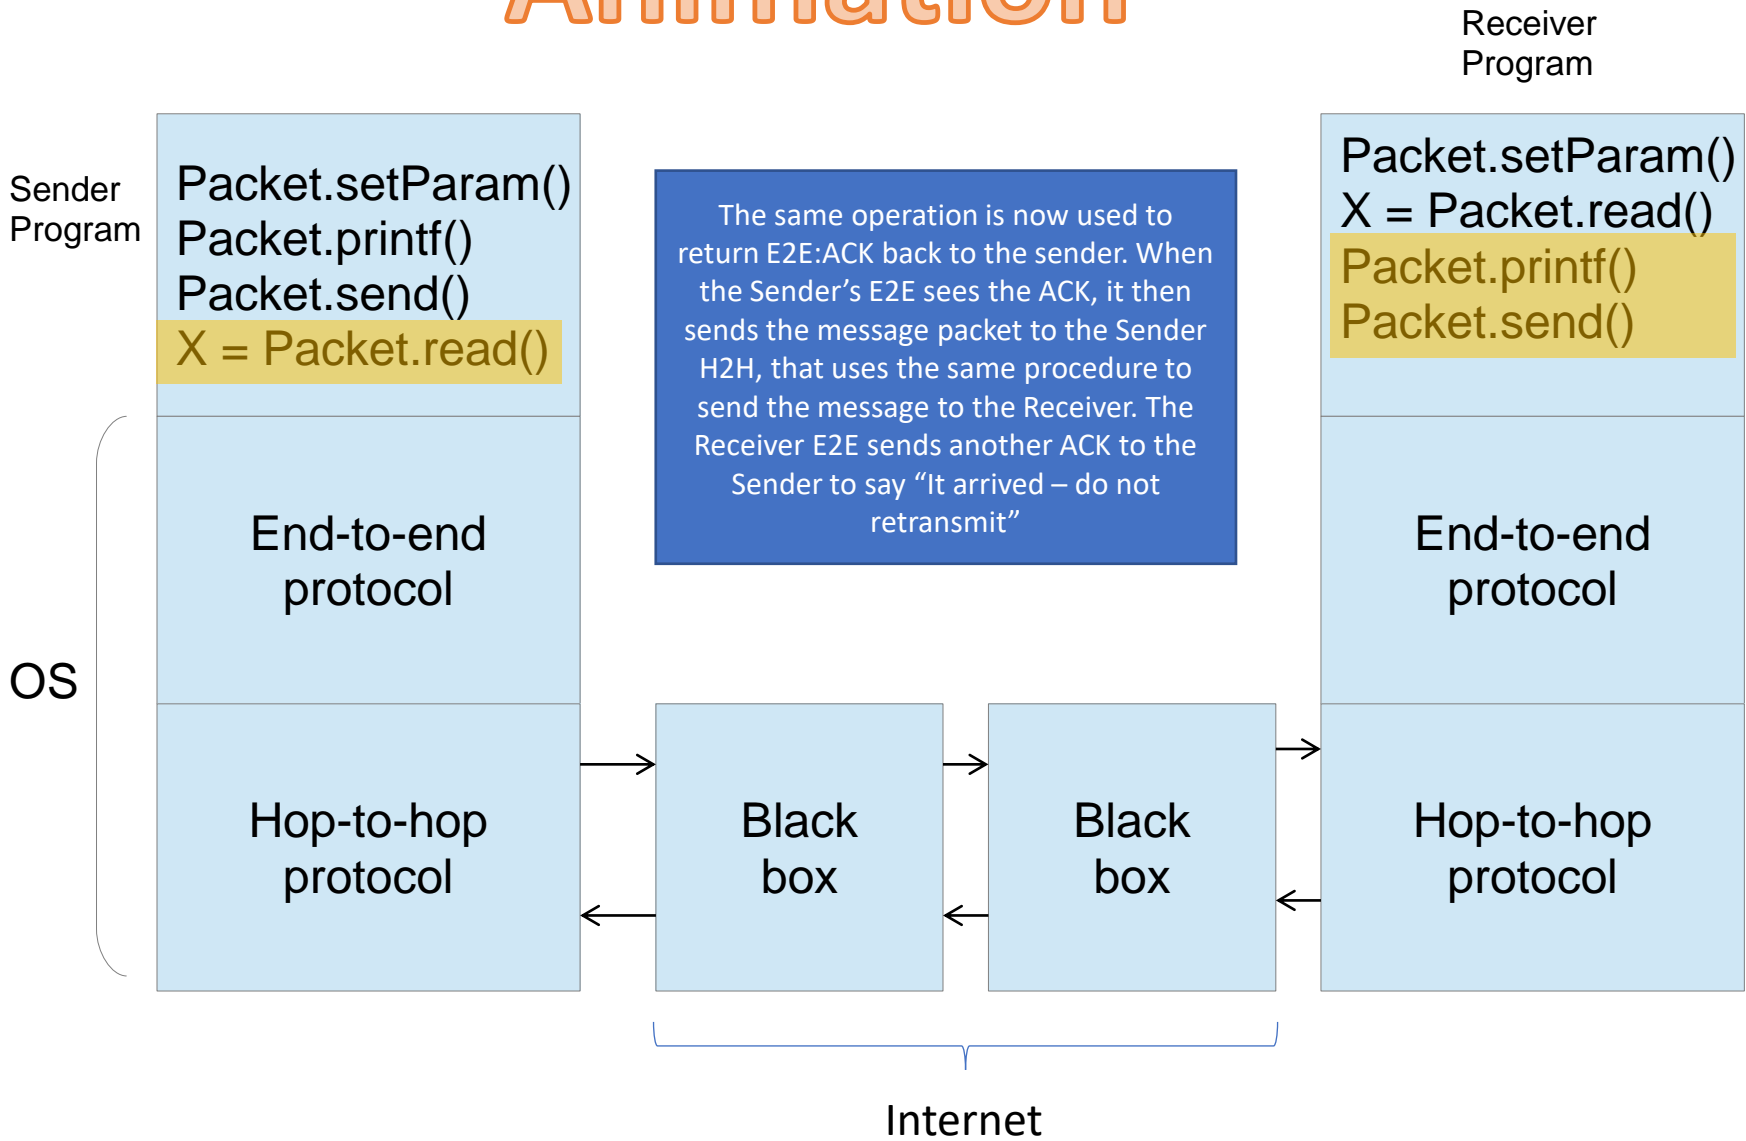 Animation
Receiver
Program
Sender
Program
Packet.setParam()
Packet.printf()
Packet.send()
X = Packet.read()
The same operation is now used to
return E2E:ACK back to the sender. When
the Sender’s E2E sees the ACK, it then
sends the message packet to the Sender
H2H, that uses the same procedure to
send the message to the Receiver. The
Receiver E2E sends another ACK to the
Sender to say “It arrived – do not
retransmit”
Packet.setParam()
X = Packet.read()
Packet.printf()
Packet.send()
OS
End-to-end
protocol
End-to-end
protocol
Hop-to-hop
protocol
Black
box
Black
box
Hop-to-hop
protocol
Internet